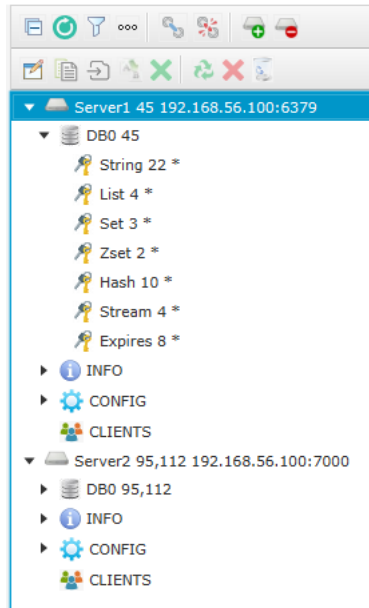 Server1 45 192.168.56.100:6379
DB0 45
String 22 *
List 4 *
Set 3 *
Zset 2 *
Hash 10 *
Stream 4 *
Expires 8 *
INFO
CONFIG
CLIENTS
Server2 95,112 192.168.56.100:7000
DB0 95,112
INFO
CONFIG
CLIENTS